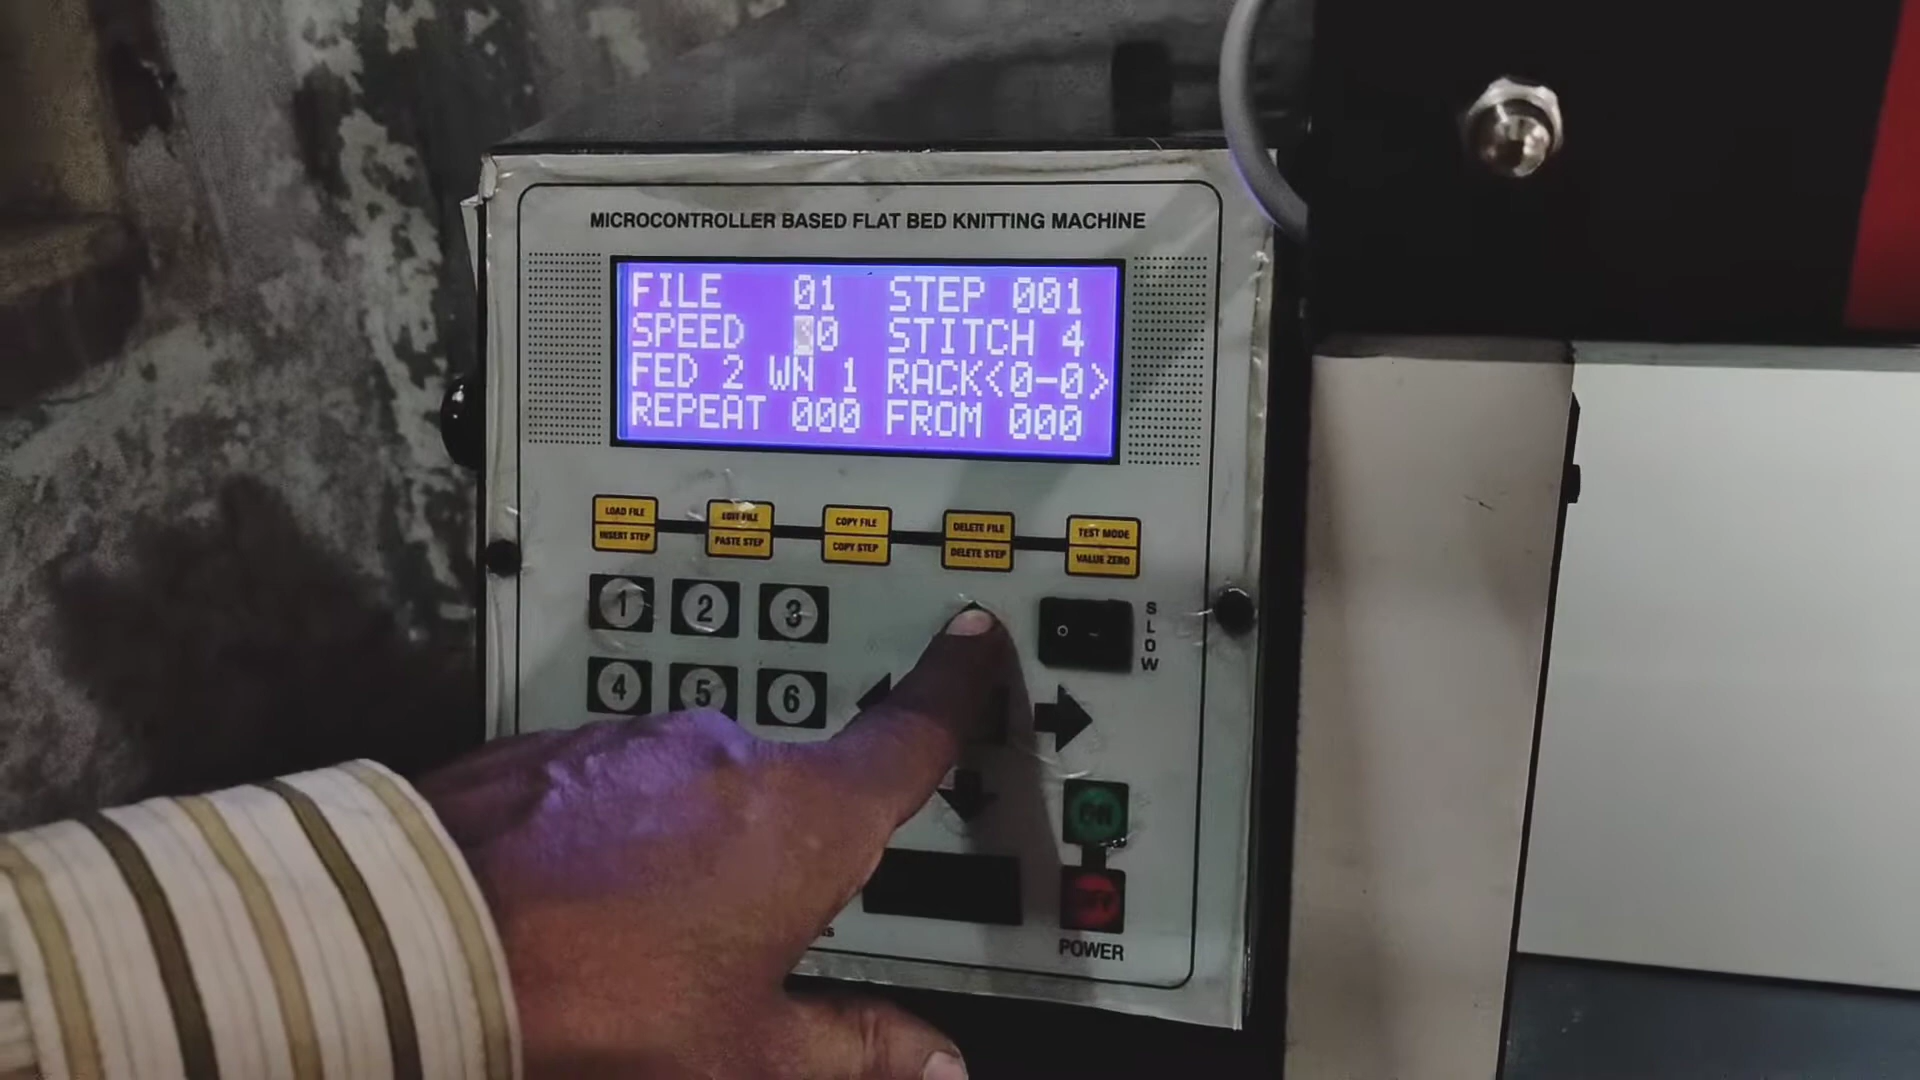 MICROCONTROLLER BASED FLAT BED KNITTING MACHINE
FILE 01 STEP 001
SPEED 30 STITCH 4
FED 2 WN 1 RACK<0-0>
REPEAT 000 FROM 000
LOAD FILE
INSERT STEP
EDIT FILE
PASTE STEP
COPY FILE
COPY STEP
DELETE FILE
DELETE STEP
TEST MODE
VALUE ZERO
1 2 3
SLOW
4 5 6
ON
OFF
POWER